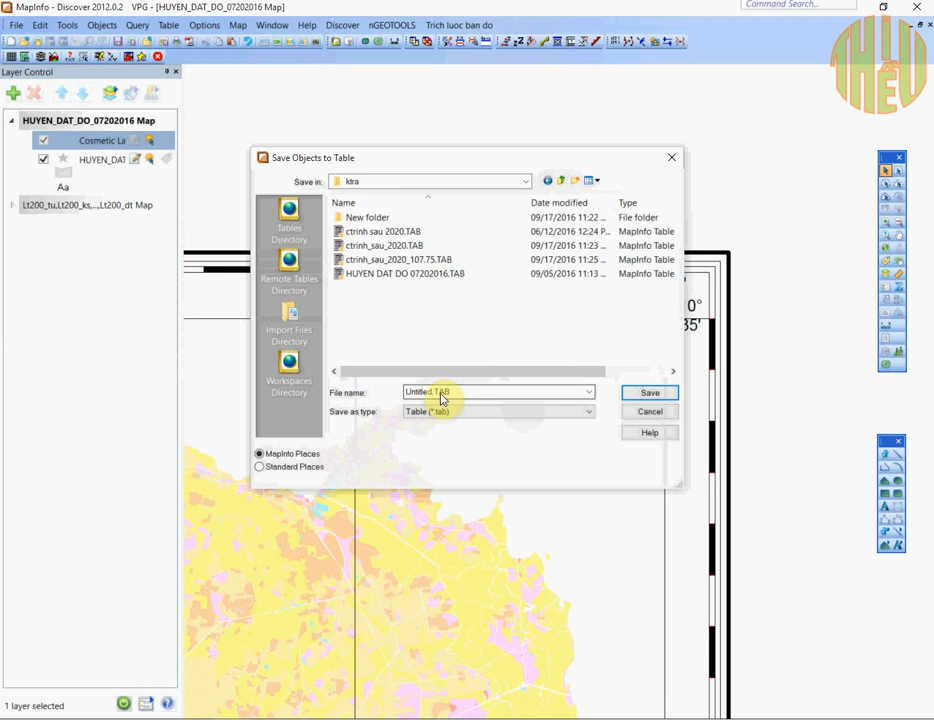 MapInfo - Discover 2012.0.2 VPG - [HUYEN_DAT_DO_07202016 Map]
Command Search...
File Edit Tools Objects Query Table Options Map Window Help Discover nGEOTOOLS Trich luoc ban do
Layer Control
HUYEN_DAT_DO_07202016 Map
Cosmetic La
HUYEN_DAT
Aa
Lt200_tu,Lt200_ks,...,Lt200_dt Map
1 layer selected
Save Objects to Table
Save in: ktra
Name Date modified Type
New folder 09/17/2016 11:22 ... File folder
ctrinh sau 2020.TAB 06/12/2016 12:24 P... MapInfo Table
ctrinh_sau_2020.TAB 09/17/2016 11:23 ... MapInfo Table
ctrinh_sau_2020_107.75.TAB 09/17/2016 11:25 ... MapInfo Table
HUYEN DAT DO 07202016.TAB 09/05/2016 11:13 ... MapInfo Table
Tables
Directory
Remote Tables
Directory
Import Files
Directory
Workspaces
Directory
File name: Untitled.TAB Save
Save as type: Table (*.tab) Cancel
Help
MapInfo Places
Standard Places
0°
35'